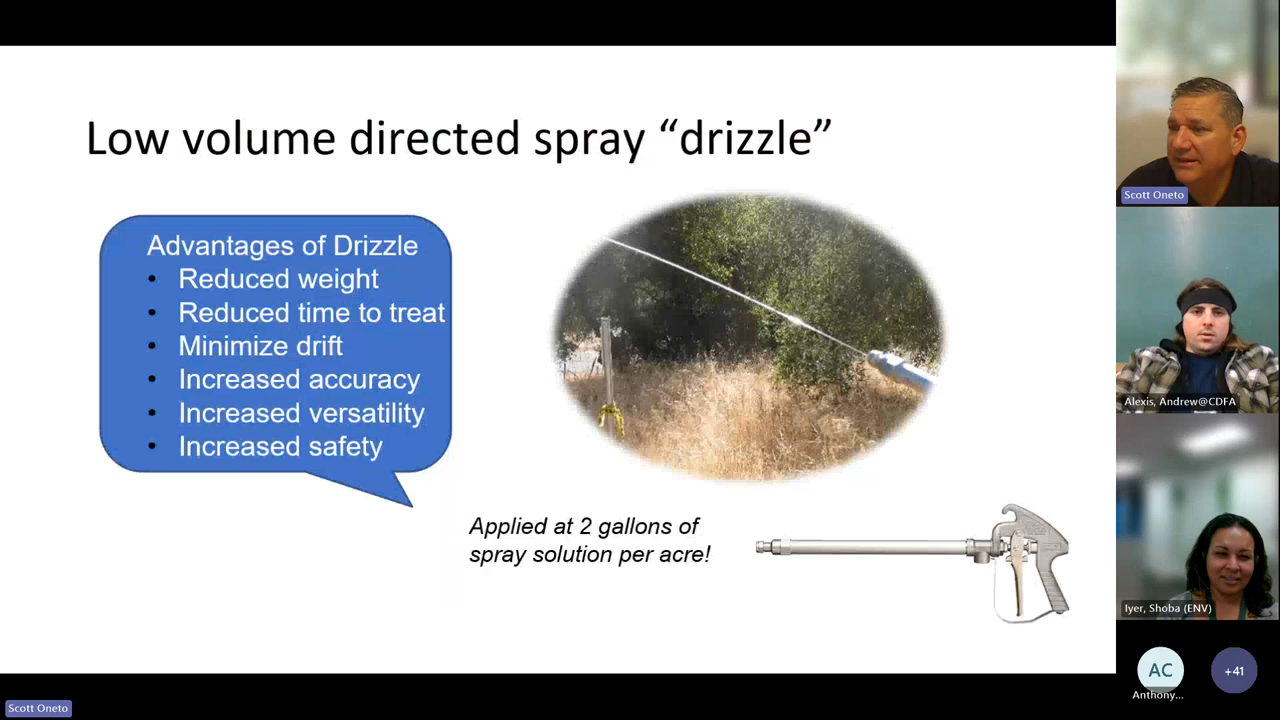 Low volume directed spray “drizzle”
Advantages of Drizzle
• Reduced weight
• Reduced time to treat
• Minimize drift
• Increased accuracy
• Increased versatility
• Increased safety
Applied at 2 gallons of
spray solution per acre!
Scott Oneto
Alexis, Andrew@CDFA
Iyer, Shoba (ENV)
AC
Anthony...
+41
Scott Oneto